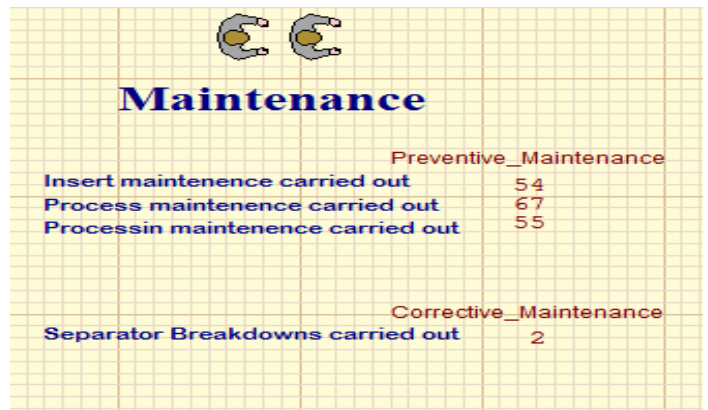 Maintenance
Preventive_Maintenance
Insert maintenence carried out 54
Process maintenence carried out 67
Processin maintenence carried out 55
Corrective_Maintenance
Separator Breakdowns carried out 2